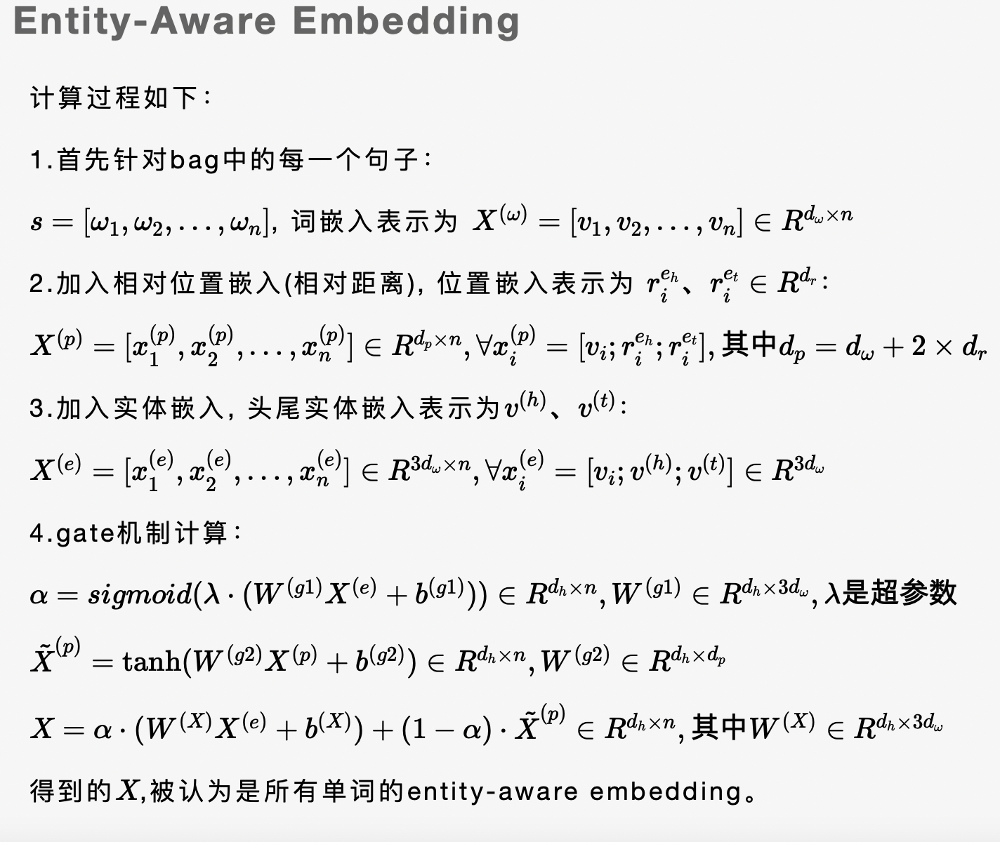 Entity-Aware Embedding
计算过程如下：
1.首先针对bag中的每一个句子：
$s = [\omega_1, \omega_2, \ldots, \omega_n]$, 词嵌入表示为 $X^{(\omega)} = [v_1, v_2, \ldots, v_n] \in R^{d_\omega \times n}$
2.加入相对位置嵌入(相对距离), 位置嵌入表示为 $r_i^{e_h}$、$r_i^{e_t} \in R^{d_r}$：
$X^{(p)} = [x_1^{(p)}, x_2^{(p)}, \ldots, x_n^{(p)}] \in R^{d_p \times n}, \forall x_i^{(p)} = [v_i; r_i^{e_h}; r_i^{e_t}]$, 其中$d_p = d_\omega + 2 \times d_r$
3.加入实体嵌入, 头尾实体嵌入表示为$v^{(h)}$、$v^{(t)}$：
$X^{(e)} = [x_1^{(e)}, x_2^{(e)}, \ldots, x_n^{(e)}] \in R^{3d_\omega \times n}, \forall x_i^{(e)} = [v_i; v^{(h)}; v^{(t)}] \in R^{3d_\omega}$
4.gate机制计算：
$\alpha = sigmoid(\lambda \cdot (W^{(g1)} X^{(e)} + b^{(g1)})) \in R^{d_h \times n}, W^{(g1)} \in R^{d_h \times 3d_\omega}, \lambda$是超参数
$\tilde{X}^{(p)} = \tanh(W^{(g2)} X^{(p)} + b^{(g2)}) \in R^{d_h \times n}, W^{(g2)} \in R^{d_h \times d_p}$
$X = \alpha \cdot (W^{(X)} X^{(e)} + b^{(X)}) + (1 - \alpha) \cdot \tilde{X}^{(p)} \in R^{d_h \times n}$, 其中$W^{(X)} \in R^{d_h \times 3d_\omega}$
得到的$X$,被认为是所有单词的entity-aware embedding。